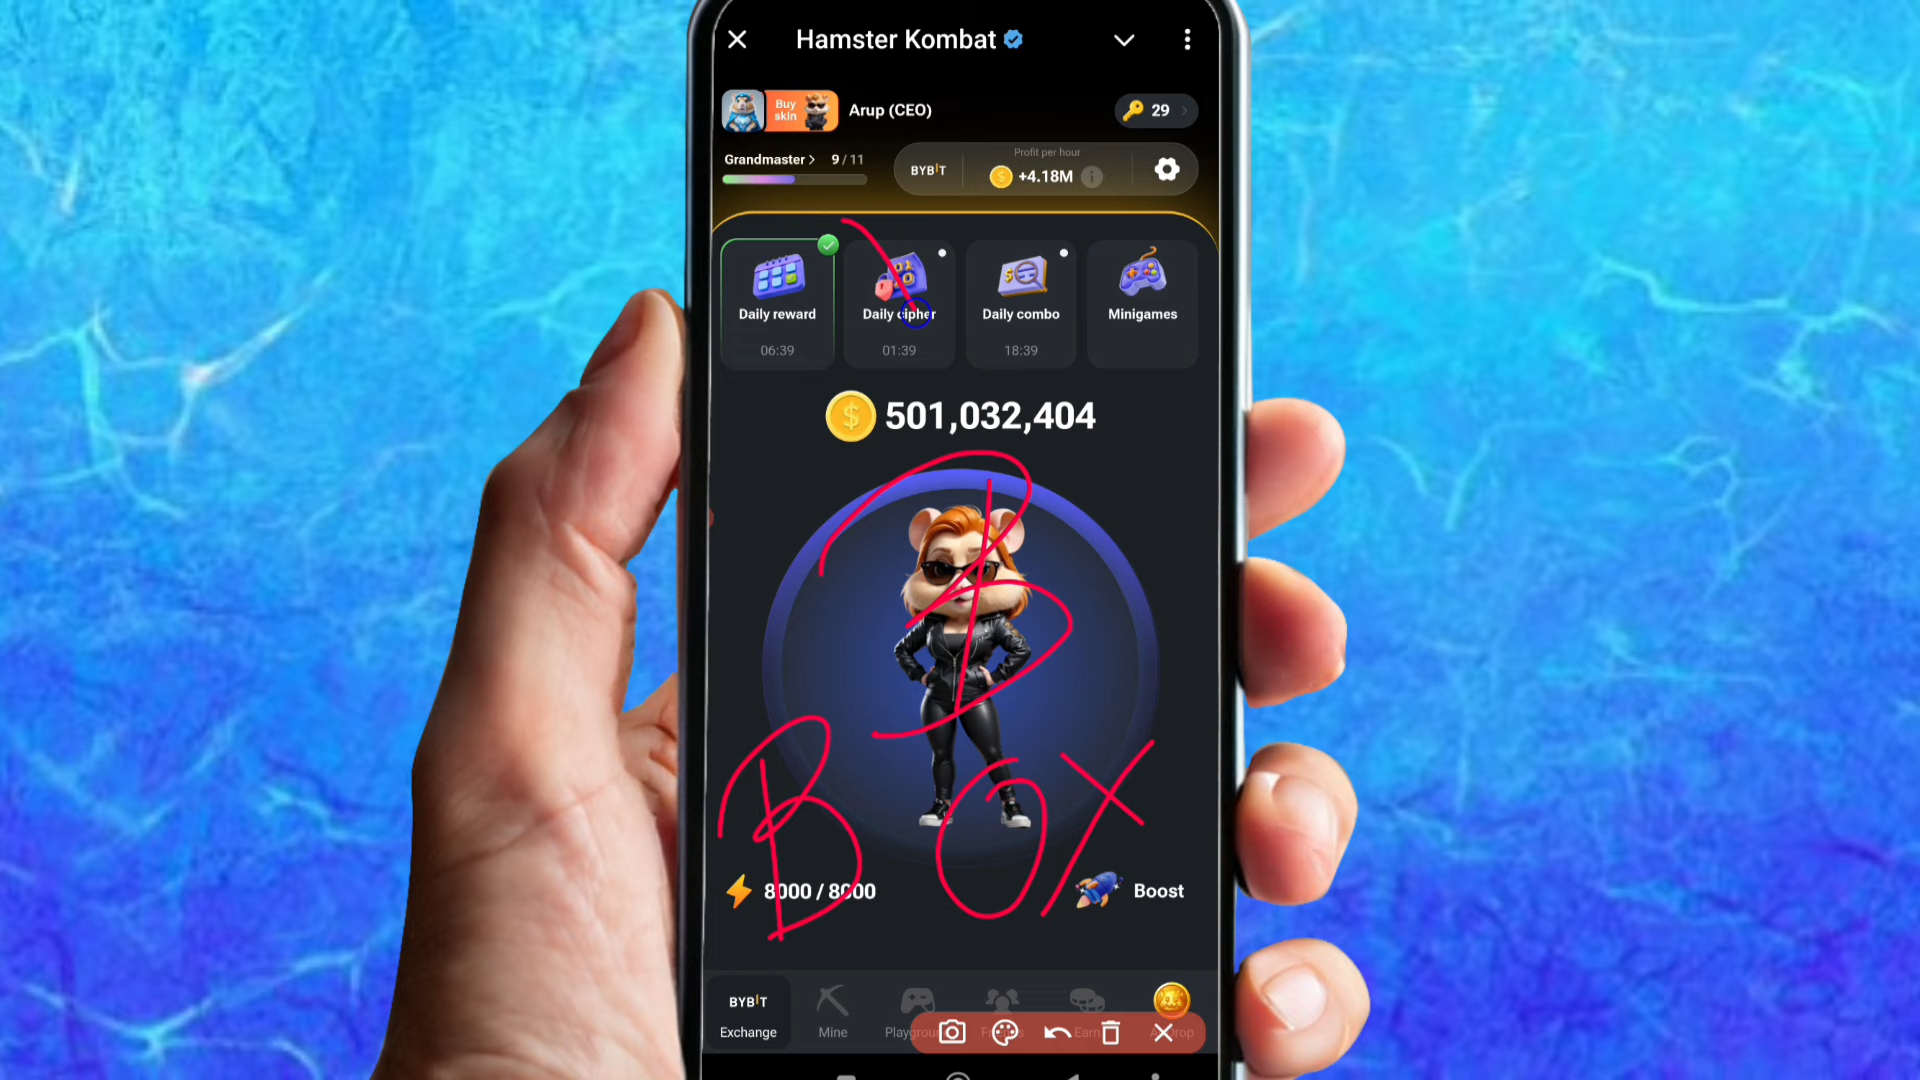 Hamster Kombat
Buy skin
Arup (CEO)
29
Grandmaster > 9 / 11
BYBIT
Profit per hour
+4.18M
Daily reward
06:39
Daily cipher
01:39
Daily combo
18:39
Minigames
501,032,404
B
B OX
8000 / 8000
Boost
BYBIT
Exchange
Mine
Earn